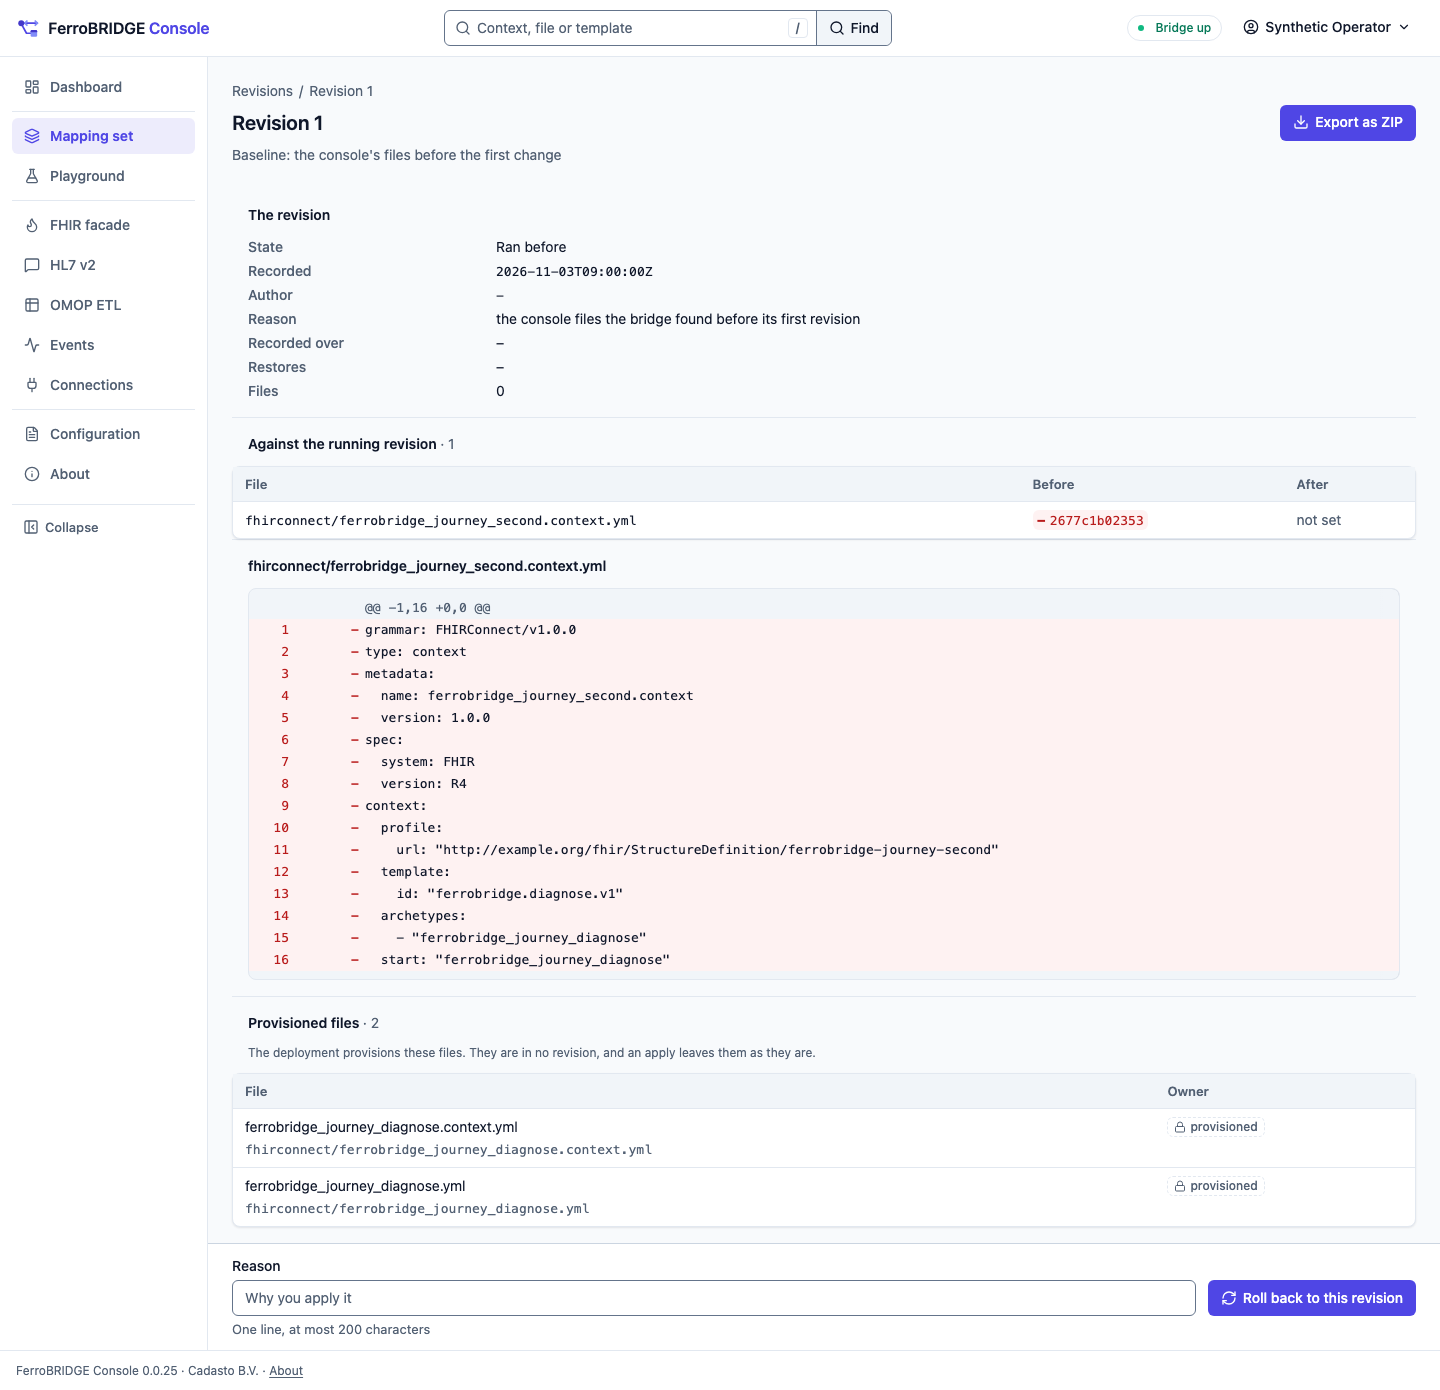 FerroBRIDGE Console
Context, file or template
/
Find
Bridge up
Synthetic Operator
Dashboard
Mapping set
Playground
FHIR facade
HL7 v2
OMOP ETL
Events
Connections
Configuration
About
Collapse
Revisions / Revision 1
Revision 1
Export as ZIP
Baseline: the console's files before the first change
The revision
State Ran before
Recorded 2026-11-03T09:00:00Z
Author –
Reason the console files the bridge found before its first revision
Recorded over –
Restores –
Files 0
Against the running revision · 1
File Before After
fhirconnect/ferrobridge_journey_second.context.yml − 2677c1b02353 not set
fhirconnect/ferrobridge_journey_second.context.yml
@@ -1,16 +0,0 @@
1 − grammar: FHIRConnect/v1.0.0
2 − type: context
3 − metadata:
4 −   name: ferrobridge_journey_second.context
5 −   version: 1.0.0
6 − spec:
7 −   system: FHIR
8 −   version: R4
9 − context:
10 −   profile:
11 −     url: "http://example.org/fhir/StructureDefinition/ferrobridge-journey-second"
12 −   template:
13 −     id: "ferrobridge.diagnose.v1"
14 −   archetypes:
15 −     - "ferrobridge_journey_diagnose"
16 −   start: "ferrobridge_journey_diagnose"
Provisioned files · 2
The deployment provisions these files. They are in no revision, and an apply leaves them as they are.
File Owner
ferrobridge_journey_diagnose.context.yml provisioned
fhirconnect/ferrobridge_journey_diagnose.context.yml
ferrobridge_journey_diagnose.yml provisioned
fhirconnect/ferrobridge_journey_diagnose.yml
Reason
Why you apply it
Roll back to this revision
One line, at most 200 characters
FerroBRIDGE Console 0.0.25 · Cadasto B.V. · About